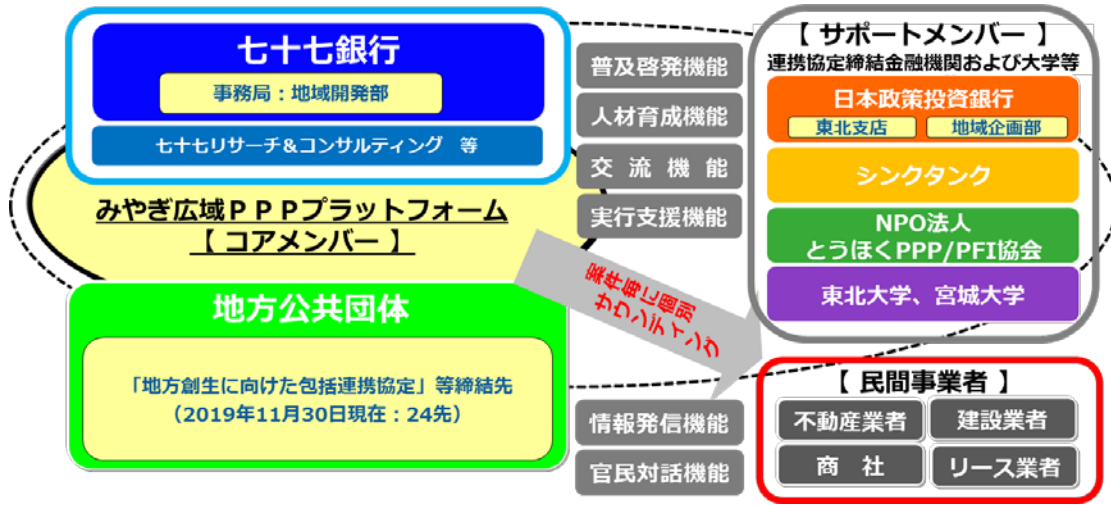 七十七銀行
事務局：地域開発部
七十七リサーチ&コンサルティング 等
みやぎ広域ＰＰＰプラットフォーム
【 コアメンバー 】
地方公共団体
「地方創生に向けた包括連携協定」等締結先
（2019年11月30日現在：24先）
普及啓発機能
人材育成機能
交 流 機 能
実行支援機能
案件毎に個別
サウンディング
情報発信機能
官民対話機能
【 サポートメンバー 】
連携協定締結金融機関および大学等
日本政策投資銀行
東北支店 地域企画部
シンクタンク
NPO法人
とうほくPPP/PFI協会
東北大学、宮城大学
【 民間事業者 】
不動産業者 建設業者
商 社 リース業者